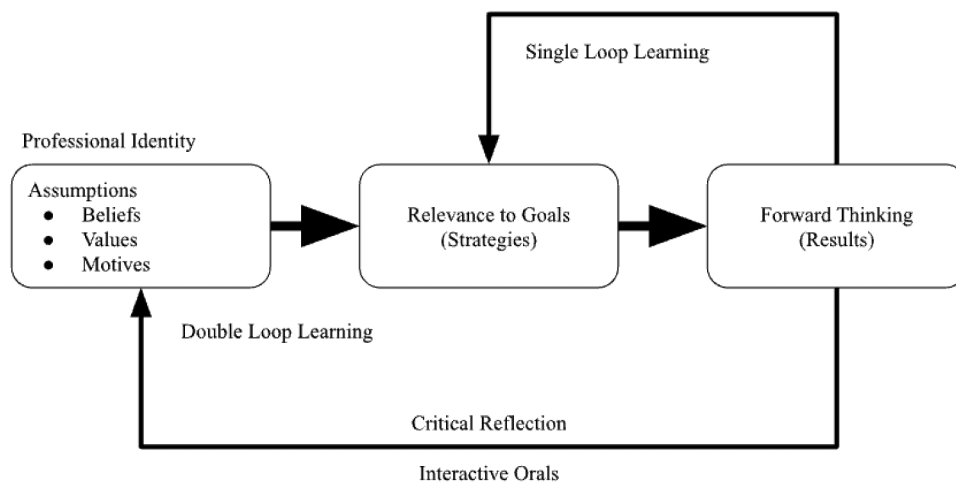 Single Loop Learning
Professional Identity
Assumptions
● Beliefs
● Values
● Motives
Relevance to Goals
(Strategies)
Forward Thinking
(Results)
Double Loop Learning
Critical Reflection
Interactive Orals